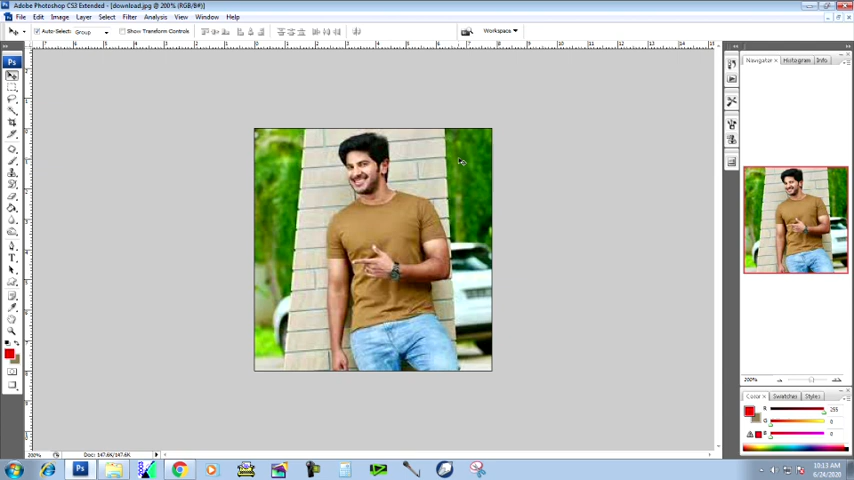 Adobe Photoshop CS3 Extended - [download.jpg @ 200% (RGB/8#)]
File Edit Image Layer Select Filter Analysis View Window Help
Auto-Select: Group Show Transform Controls Workspace
Navigator × Histogram Info
Ps
200%
Color × Swatches Styles
R 255
G 0
B 0
200% Doc: 147.6K/147.6K
Ps
10:13 AM
6/24/2020